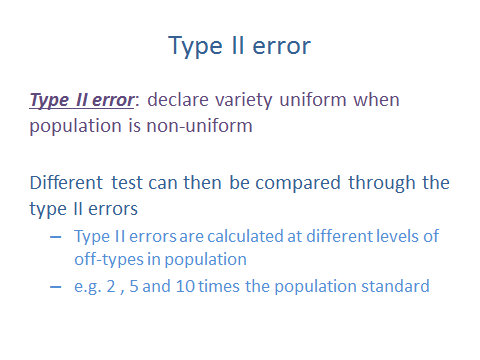 Type II error
Type II error: declare variety uniform when
population is non-uniform
Different test can then be compared through the
type II errors
– Type II errors are calculated at different levels of
off-types in population
– e.g. 2 , 5 and 10 times the population standard